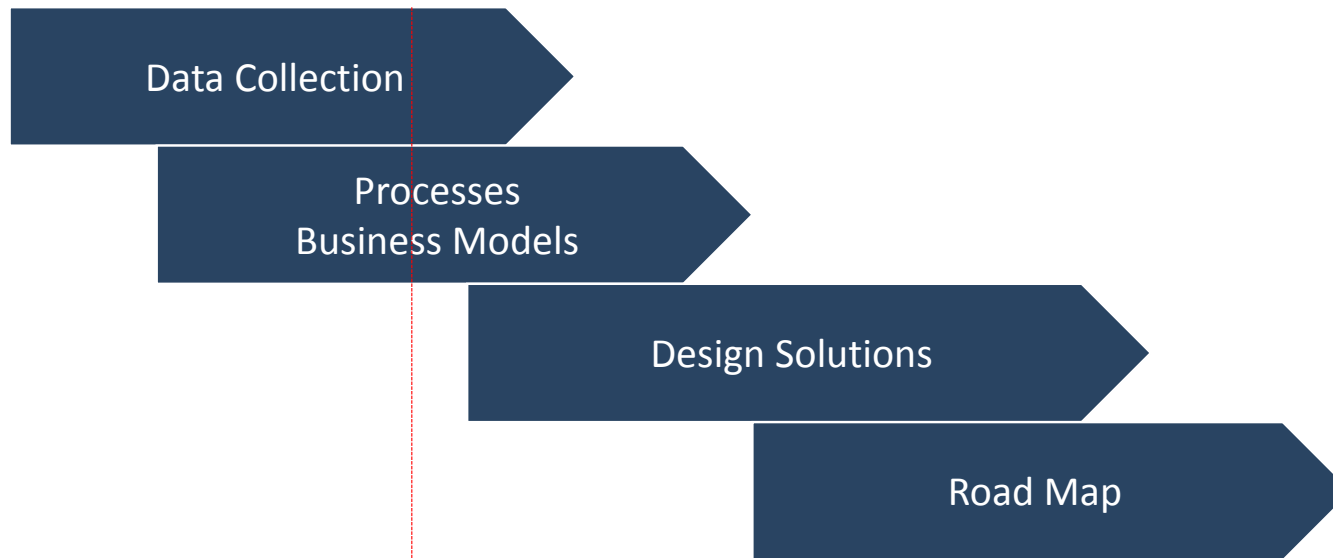 Data Collection
Processes
Business Models
Design Solutions
Road Map